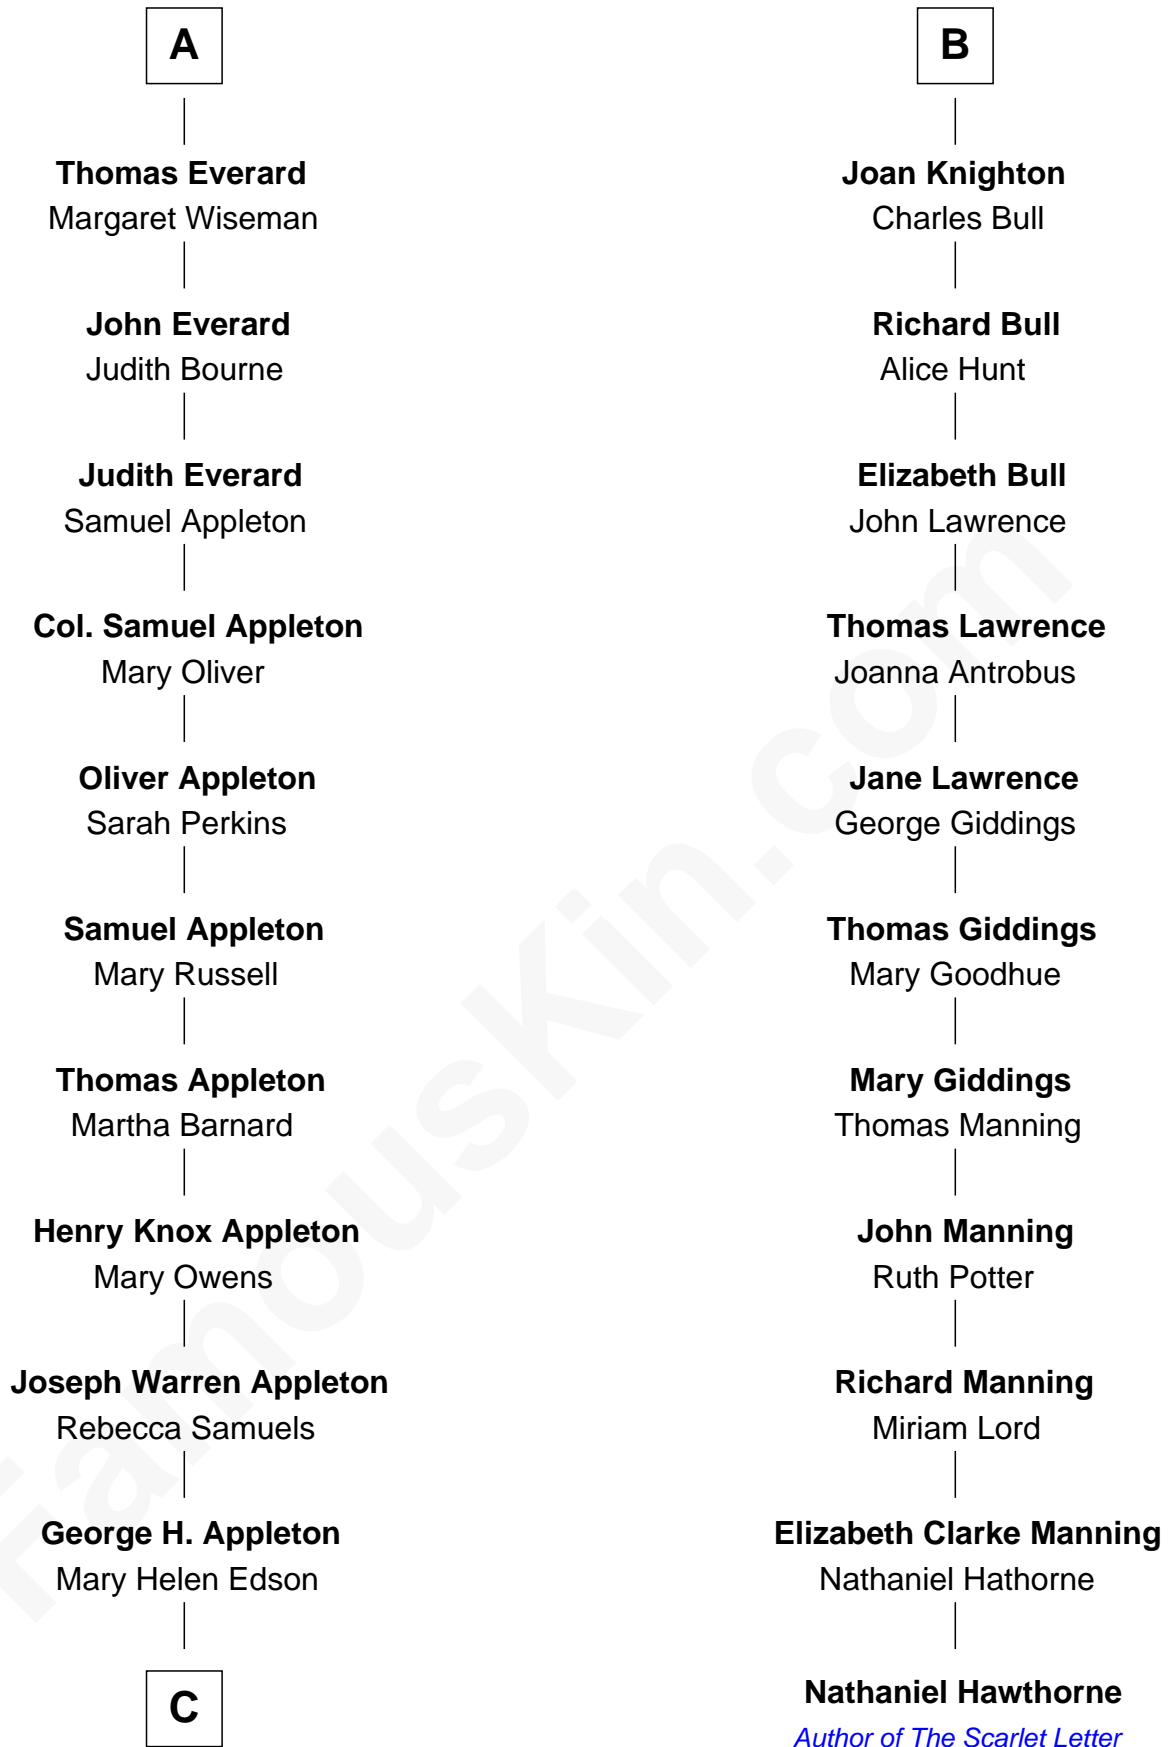 A
Thomas Everard
Margaret Wiseman
John Everard
Judith Bourne
Judith Everard
Samuel Appleton
Col. Samuel Appleton
Mary Oliver
Oliver Appleton
Sarah Perkins
Samuel Appleton
Mary Russell
Thomas Appleton
Martha Barnard
Henry Knox Appleton
Mary Owens
Joseph Warren Appleton
Rebecca Samuels
George H. Appleton
Mary Helen Edson
C
B
Joan Knighton
Charles Bull
Richard Bull
Alice Hunt
Elizabeth Bull
John Lawrence
Thomas Lawrence
Joanna Antrobus
Jane Lawrence
George Giddings
Thomas Giddings
Mary Goodhue
Mary Giddings
Thomas Manning
John Manning
Ruth Potter
Richard Manning
Miriam Lord
Elizabeth Clarke Manning
Nathaniel Hathorne
Nathaniel Hawthorne
Author of The Scarlet Letter
FamousKin.com